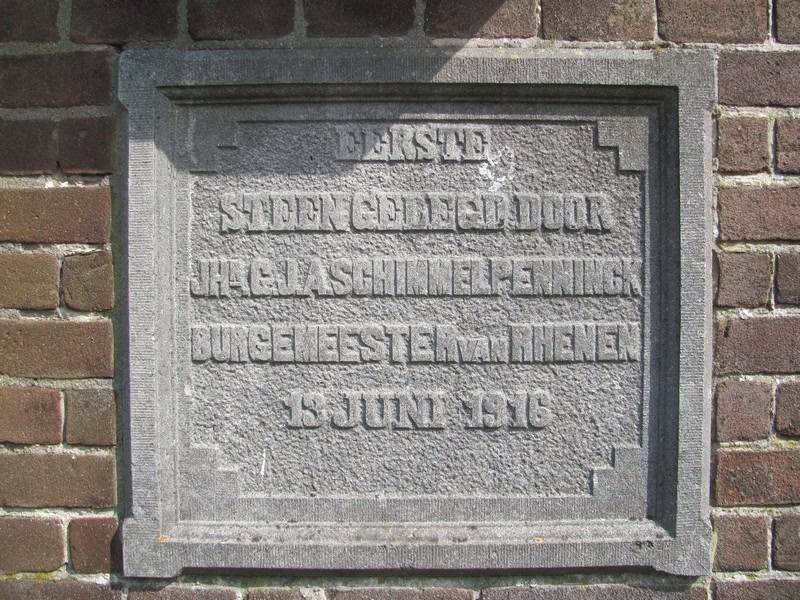 EERSTE
STEEN GELEGD DOOR
JHR G.J.A SCHIMMELPENNINCK
BURGEMEESTER VAN RHENEN
13 JUNI 1916